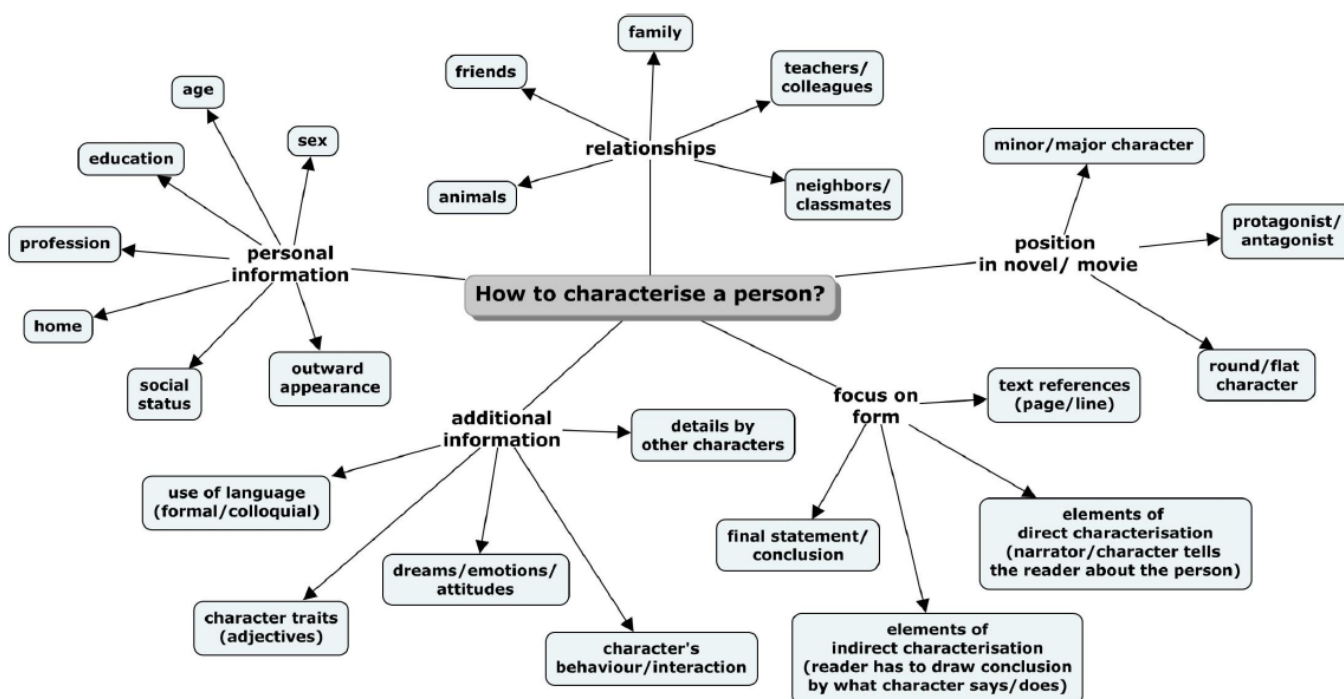 family
friends
teachers/
colleagues
age
sex
minor/major character
education
relationships
animals
neighbors/
classmates
protagonist/
antagonist
profession
personal
information
position
in novel/ movie
How to characterise a person?
home
social
status
outward
appearance
round/flat
character
text references
(page/line)
focus on
form
additional
information
details by
other characters
use of language
(formal/colloquial)
final statement/
conclusion
elements of
direct characterisation
(narrator/character tells
the reader about the person)
dreams/emotions/
attitudes
character traits
(adjectives)
character's
behaviour/interaction
elements of
indirect characterisation
(reader has to draw conclusion
by what character says/does)